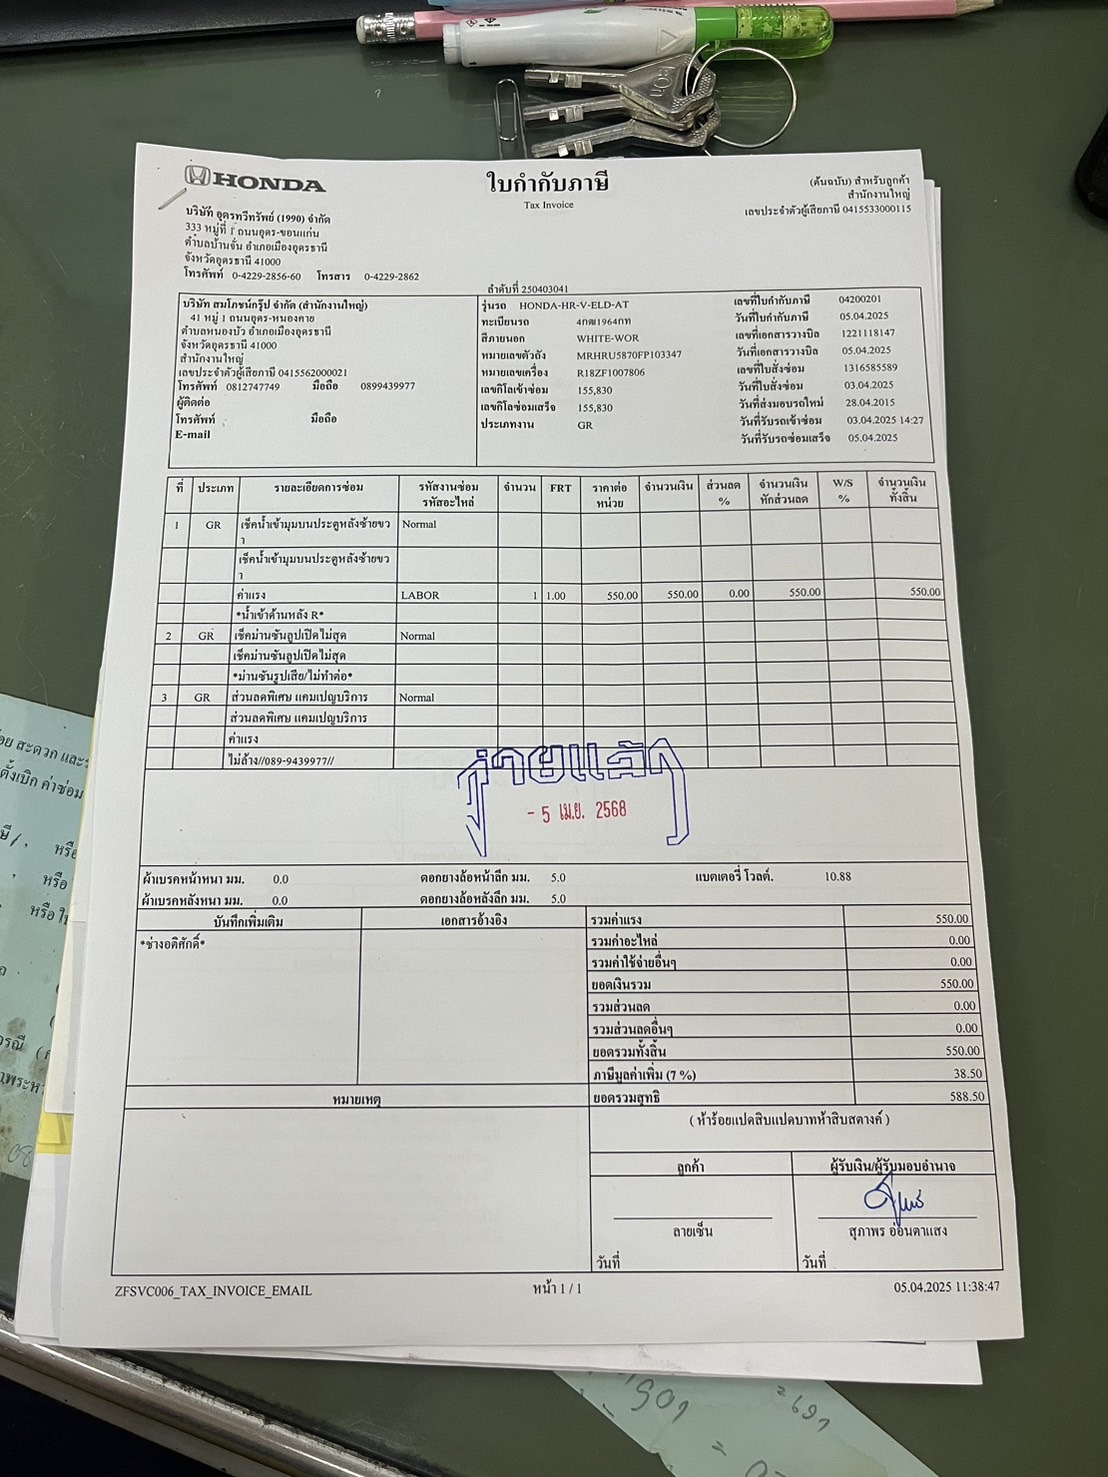 HONDA
ใบกำกับภาษี
Tax Invoice
(ต้นฉบับ) สำหรับลูกค้า
สำนักงานใหญ่
เลขประจำตัวผู้เสียภาษี 0415533000115
บริษัท อุดรทวีทรัพย์ (1990) จำกัด
333 หมู่ที่ 1 ถนนอุดร-ขอนแก่น
ตำบลบ้านจั่น อำเภอเมืองอุดรธานี
จังหวัดอุดรธานี 41000
โทรศัพท์ 0-4229-2856-60 โทรสาร 0-4229-2862
ลำดับที่ 250403041
บริษัท สมโภชน์กรุ๊ป จำกัด (สำนักงานใหญ่)
41 หมู่ 1 ถนนอุดร-หนองคาย
ตำบลหนองบัว อำเภอเมืองอุดรธานี
จังหวัดอุดรธานี 41000
สำนักงานใหญ่
เลขประจำตัวผู้เสียภาษี 0415562000021
โทรศัพท์ 0812747749 มือถือ 0899439977
ผู้ติดต่อ
โทรศัพท์ มือถือ
E-mail
รุ่นรถ HONDA-HR-V-ELD-AT
ทะเบียนรถ 4กฒ1964กท
สีภายนอก WHITE-WOR
หมายเลขตัวถัง MRHRU5870FP103347
หมายเลขเครื่อง R18ZF1007806
เลขกิโลเข้าซ่อม 155,830
เลขกิโลซ่อมเสร็จ 155,830
ประเภทงาน GR
เลขที่ใบกำกับภาษี 04200201
วันที่ใบกำกับภาษี 05.04.2025
เลขที่เอกสารวางบิล 1221118147
วันที่เอกสารวางบิล 05.04.2025
เลขที่ใบสั่งซ่อม 1316585589
วันที่ใบสั่งซ่อม 03.04.2025
วันที่ส่งมอบรถใหม่ 28.04.2015
วันที่รับรถเข้าซ่อม 03.04.2025 14:27
วันที่รับรถซ่อมเสร็จ 05.04.2025
ที่ ประเภท รายละเอียดการซ่อม รหัสงานซ่อม รหัสอะไหล่ จำนวน FRT ราคาต่อหน่วย จำนวนเงิน ส่วนลด % จำนวนเงินหักส่วนลด W/S % จำนวนเงินทั้งสิ้น
1 GR เช็คน้ำเข้ามุมบนประตูหลังซ้ายขว Normal
า
เช็คน้ำเข้ามุมบนประตูหลังซ้ายขว
า
ค่าแรง LABOR 1 1.00 550.00 550.00 0.00 550.00 550.00
*น้ำเข้าด้านหลัง R*
2 GR เช็คม่านซันลูปเปิดไม่สุด Normal
เช็คม่านซันลูปเปิดไม่สุด
*ม่านซันรูปเสีย/ไม่ทำต่อ*
3 GR ส่วนลดพิเศษ แคมเปญบริการ Normal
ส่วนลดพิเศษ แคมเปญบริการ
ค่าแรง
ไม่ล้าง//089-9439977//
จ่ายแล้ว
- 5 เม.ย. 2568
ผ้าเบรคหน้าหนา มม. 0.0 ดอกยางล้อหน้าลึก มม. 5.0 แบตเตอรี่ โวลต์. 10.88
ผ้าเบรคหลังหนา มม. 0.0 ดอกยางล้อหลังลึก มม. 5.0
บันทึกเพิ่มเติม เอกสารอ้างอิง
*ช่างอดิศักดิ์*
รวมค่าแรง 550.00
รวมค่าอะไหล่ 0.00
รวมค่าใช้จ่ายอื่นๆ 0.00
ยอดเงินรวม 550.00
รวมส่วนลด 0.00
รวมส่วนลดอื่นๆ 0.00
ยอดรวมทั้งสิ้น 550.00
ภาษีมูลค่าเพิ่ม (7 %) 38.50
ยอดรวมสุทธิ 588.50
หมายเหตุ
( ห้าร้อยแปดสิบแปดบาทห้าสิบสตางค์ )
ลูกค้า ผู้รับเงิน/ผู้รับมอบอำนาจ
ลายเซ็น สุภาพร อ่อนตาแสง
วันที่ วันที่
ZFSVC006_TAX_INVOICE_EMAIL หน้า 1 / 1 05.04.2025 11:38:47